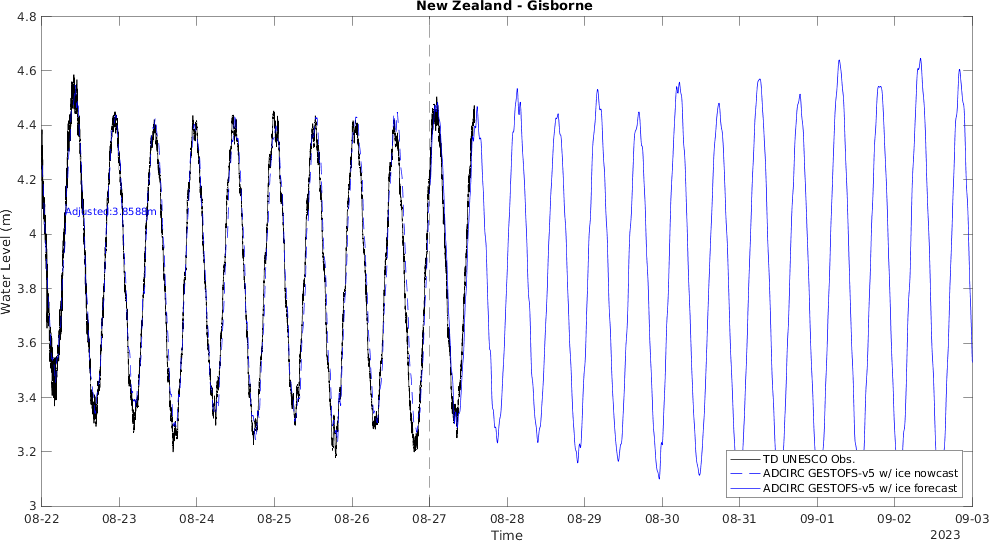 New Zealand - Gisborne
4.8
4.6
4.4
4.2
4
3.8
3.6
3.4
3.2
3
Water Level (m)
Adjusted:3.8588m
TD UNESCO Obs.
ADCIRC GESTOFS-v5 w/ ice nowcast
ADCIRC GESTOFS-v5 w/ ice forecast
08-22 08-23 08-24 08-25 08-26 08-27 08-28 08-29 08-30 08-31 09-01 09-02 09-03
Time
2023